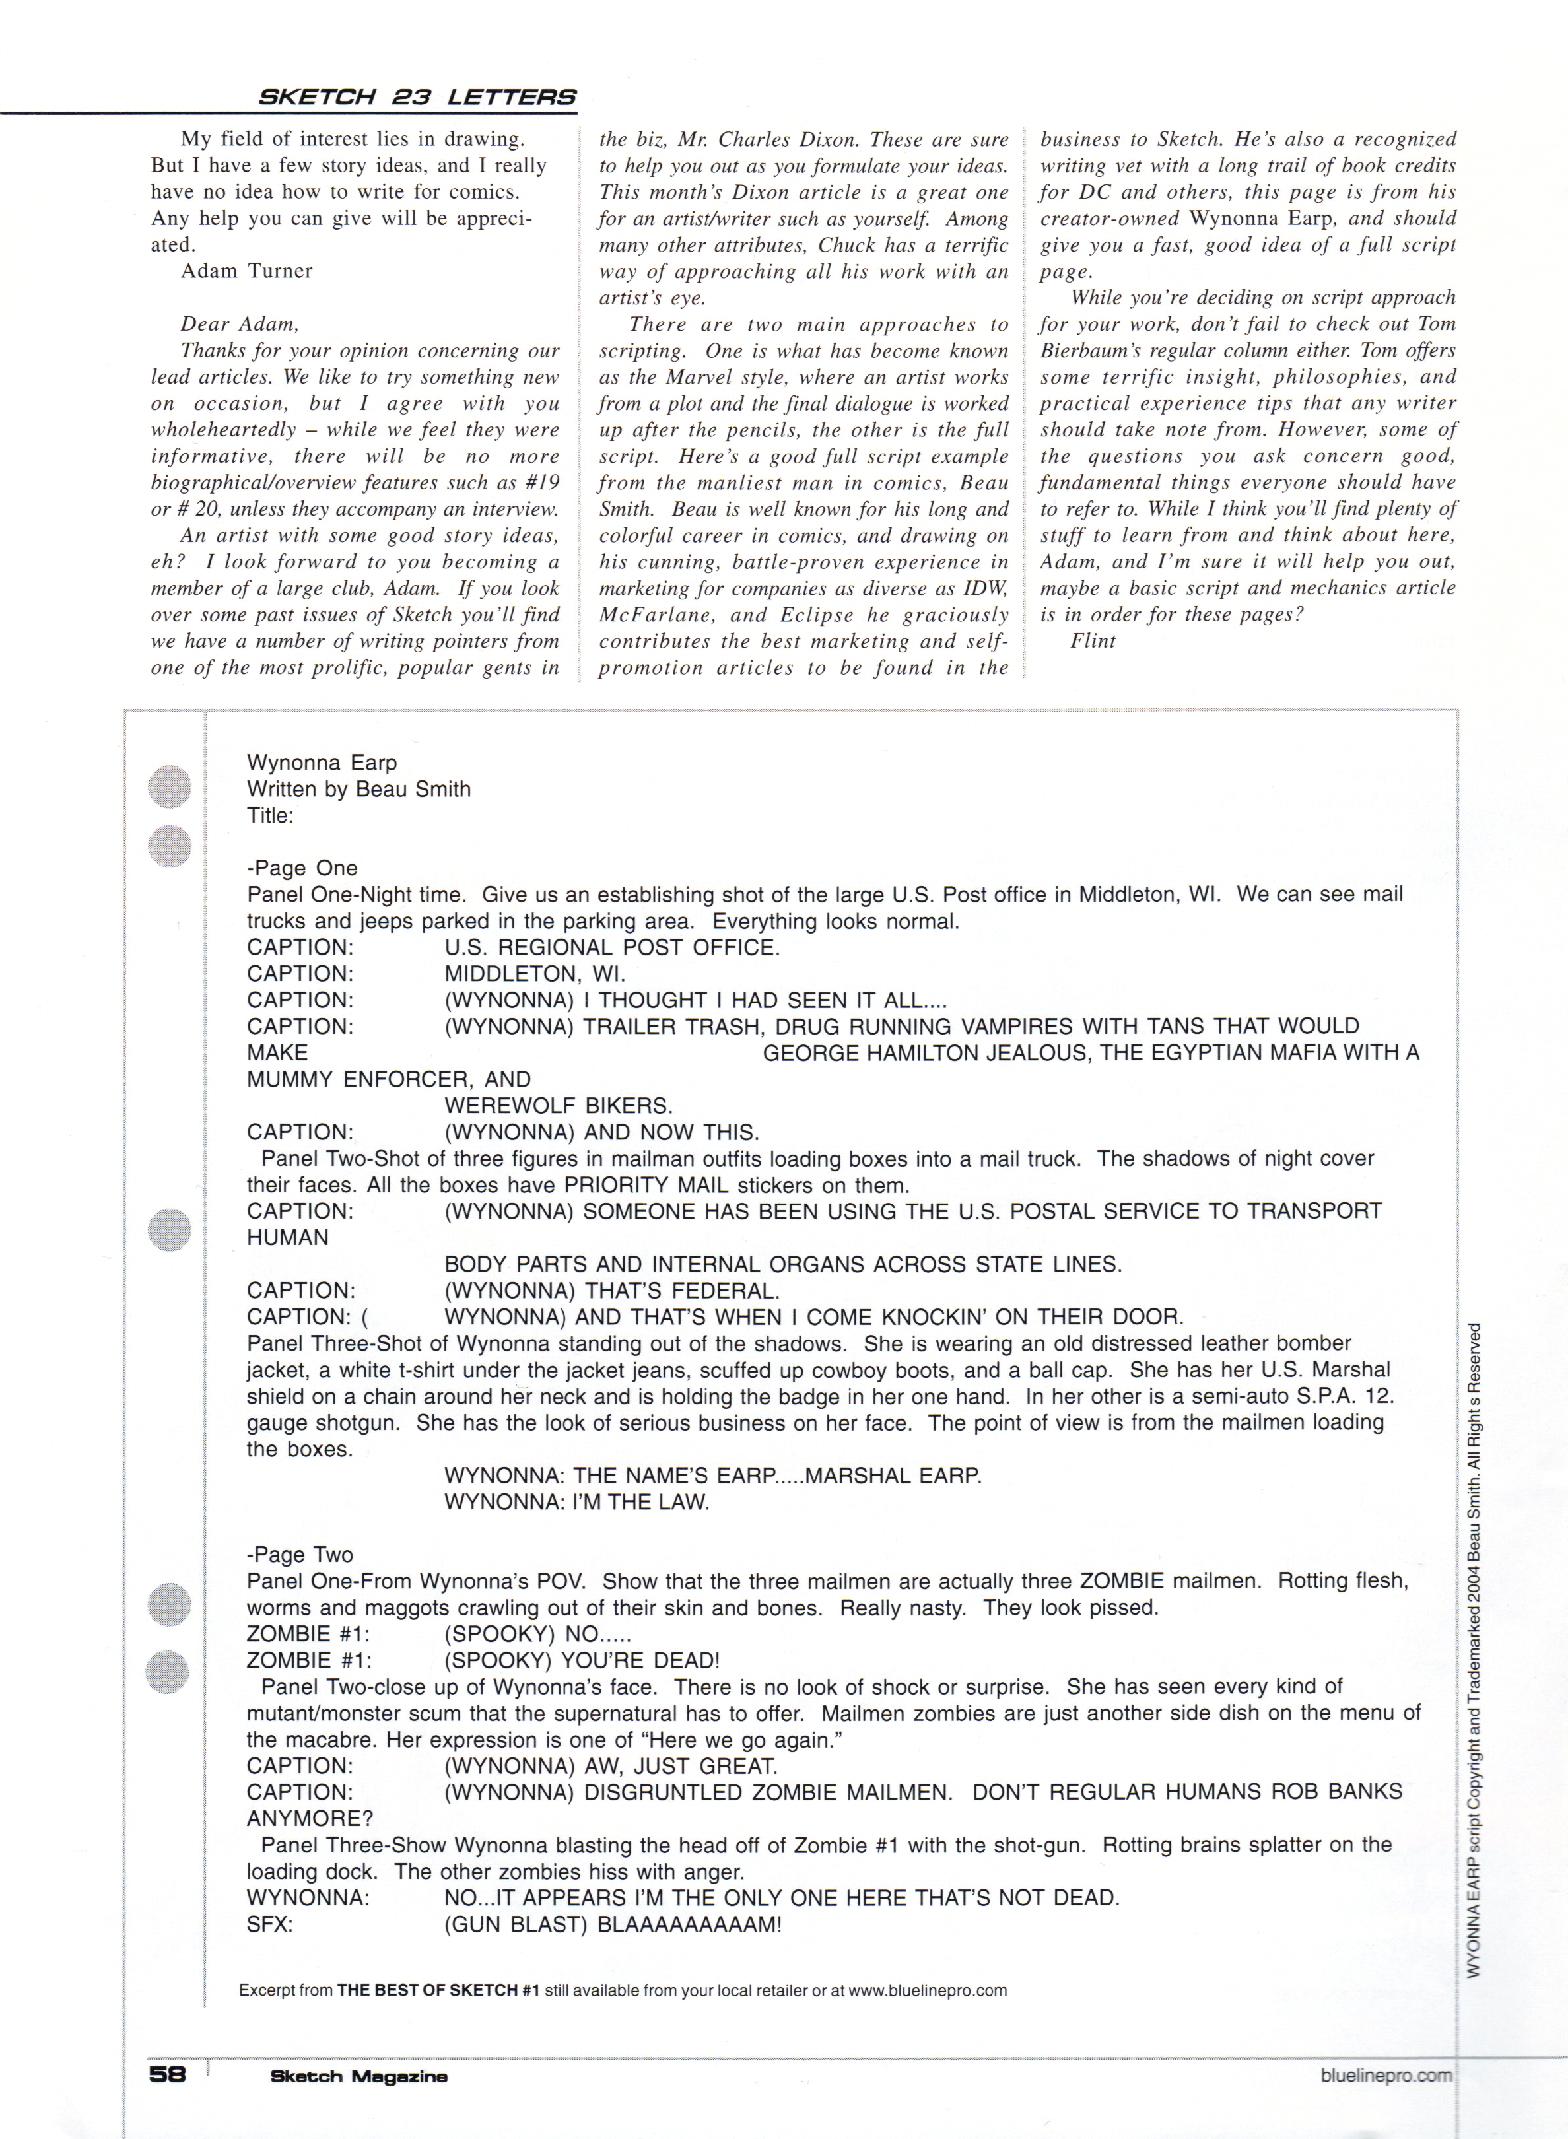 SKETCH 23 LETTERS
My field of interest lies in drawing.
But I have a few story ideas, and I really
have no idea how to write for comics.
Any help you can give will be appreci-
ated.
Adam Turner
Dear Adam,
Thanks for your opinion concerning our
lead articles. We like to try something new
on occasion, but I agree with you
wholeheartedly – while we feel they were
informative, there will be no more
biographical/overview features such as #19
or # 20, unless they accompany an interview.
An artist with some good story ideas,
eh? I look forward to you becoming a
member of a large club, Adam. If you look
over some past issues of Sketch you'll find
we have a number of writing pointers from
one of the most prolific, popular gents in
the biz, Mr. Charles Dixon. These are sure
to help you out as you formulate your ideas.
This month's Dixon article is a great one
for an artist/writer such as yourself. Among
many other attributes, Chuck has a terrific
way of approaching all his work with an
artist's eye.
There are two main approaches to
scripting. One is what has become known
as the Marvel style, where an artist works
from a plot and the final dialogue is worked
up after the pencils, the other is the full
script. Here's a good full script example
from the manliest man in comics, Beau
Smith. Beau is well known for his long and
colorful career in comics, and drawing on
his cunning, battle-proven experience in
marketing for companies as diverse as IDW,
McFarlane, and Eclipse he graciously
contributes the best marketing and self-
promotion articles to be found in the
business to Sketch. He's also a recognized
writing vet with a long trail of book credits
for DC and others, this page is from his
creator-owned Wynonna Earp, and should
give you a fast, good idea of a full script
page.
While you're deciding on script approach
for your work, don't fail to check out Tom
Bierbaum's regular column either. Tom offers
some terrific insight, philosophies, and
practical experience tips that any writer
should take note from. However, some of
the questions you ask concern good,
fundamental things everyone should have
to refer to. While I think you'll find plenty of
stuff to learn from and think about here,
Adam, and I'm sure it will help you out,
maybe a basic script and mechanics article
is in order for these pages?
Flint
Wynonna Earp
Written by Beau Smith
Title:
-Page One
Panel One-Night time. Give us an establishing shot of the large U.S. Post office in Middleton, WI. We can see mail
trucks and jeeps parked in the parking area. Everything looks normal.
CAPTION: U.S. REGIONAL POST OFFICE.
CAPTION: MIDDLETON, WI.
CAPTION: (WYNONNA) I THOUGHT I HAD SEEN IT ALL....
CAPTION: (WYNONNA) TRAILER TRASH, DRUG RUNNING VAMPIRES WITH TANS THAT WOULD
MAKE GEORGE HAMILTON JEALOUS, THE EGYPTIAN MAFIA WITH A
MUMMY ENFORCER, AND
WEREWOLF BIKERS.
CAPTION: (WYNONNA) AND NOW THIS.
Panel Two-Shot of three figures in mailman outfits loading boxes into a mail truck. The shadows of night cover
their faces. All the boxes have PRIORITY MAIL stickers on them.
CAPTION: (WYNONNA) SOMEONE HAS BEEN USING THE U.S. POSTAL SERVICE TO TRANSPORT
HUMAN
BODY PARTS AND INTERNAL ORGANS ACROSS STATE LINES.
CAPTION: (WYNONNA) THAT'S FEDERAL.
CAPTION: ( WYNONNA) AND THAT'S WHEN I COME KNOCKIN' ON THEIR DOOR.
Panel Three-Shot of Wynonna standing out of the shadows. She is wearing an old distressed leather bomber
jacket, a white t-shirt under the jacket jeans, scuffed up cowboy boots, and a ball cap. She has her U.S. Marshal
shield on a chain around her neck and is holding the badge in her one hand. In her other is a semi-auto S.P.A. 12.
gauge shotgun. She has the look of serious business on her face. The point of view is from the mailmen loading
the boxes.
WYNONNA: THE NAME'S EARP.....MARSHAL EARP.
WYNONNA: I'M THE LAW.
-Page Two
Panel One-From Wynonna's POV. Show that the three mailmen are actually three ZOMBIE mailmen. Rotting flesh,
worms and maggots crawling out of their skin and bones. Really nasty. They look pissed.
ZOMBIE #1: (SPOOKY) NO.....
ZOMBIE #1: (SPOOKY) YOU'RE DEAD!
Panel Two-close up of Wynonna's face. There is no look of shock or surprise. She has seen every kind of
mutant/monster scum that the supernatural has to offer. Mailmen zombies are just another side dish on the menu of
the macabre. Her expression is one of “Here we go again.”
CAPTION: (WYNONNA) AW, JUST GREAT.
CAPTION: (WYNONNA) DISGRUNTLED ZOMBIE MAILMEN. DON'T REGULAR HUMANS ROB BANKS
ANYMORE?
Panel Three-Show Wynonna blasting the head off of Zombie #1 with the shot-gun. Rotting brains splatter on the
loading dock. The other zombies hiss with anger.
WYNONNA: NO...IT APPEARS I'M THE ONLY ONE HERE THAT'S NOT DEAD.
SFX: (GUN BLAST) BLAAAAAAAAAM!
Excerpt from THE BEST OF SKETCH #1 still available from your local retailer or at www.bluelinepro.com
WYONNA EARP script Copyright and Trademarked 2004 Beau Smith. All Right s Reserved
58 Sketch Magazine bluelinepro.com